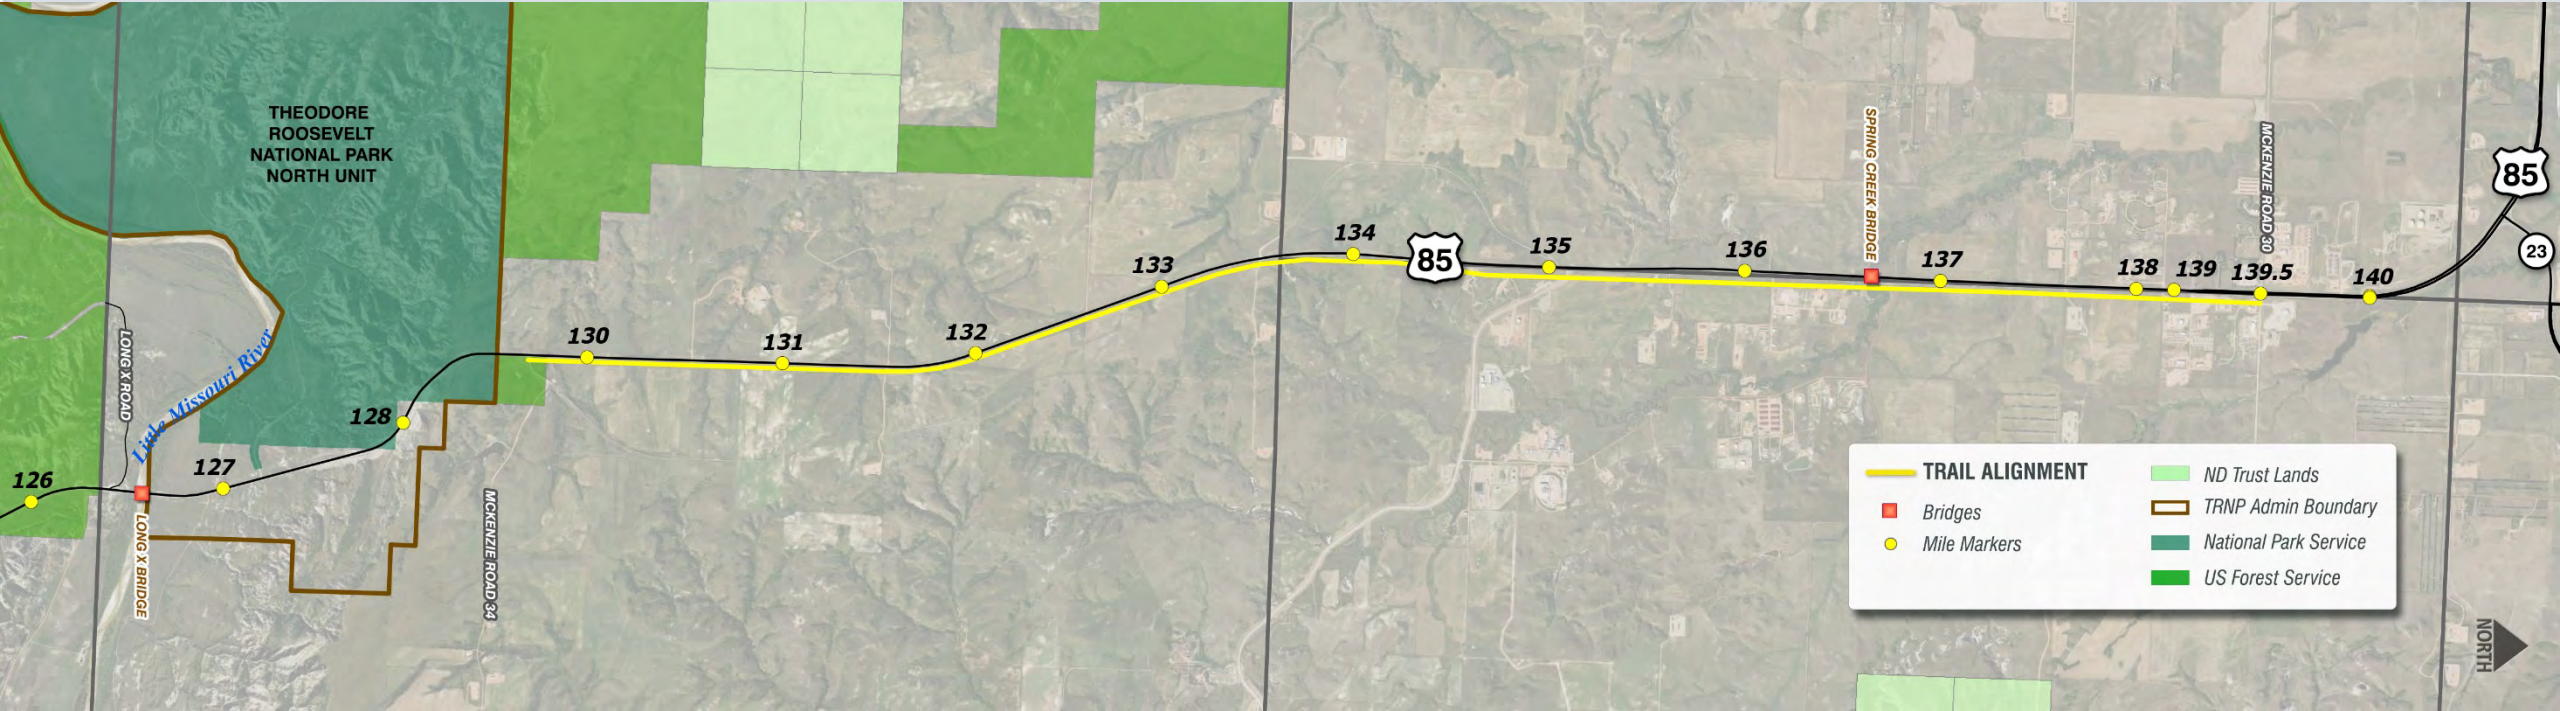 THEODORE
ROOSEVELT
NATIONAL PARK
NORTH UNIT
LONG X ROAD
Little Missouri River
126
127
128
LONG X BRIDGE
MCKENZIE ROAD 34
130
131
132
133
134
85
135
136
SPRING CREEK BRIDGE
137
138
139
139.5
MCKENZIE ROAD 30
140
85
23
TRAIL ALIGNMENT
Bridges
Mile Markers
ND Trust Lands
TRNP Admin Boundary
National Park Service
US Forest Service
NORTH